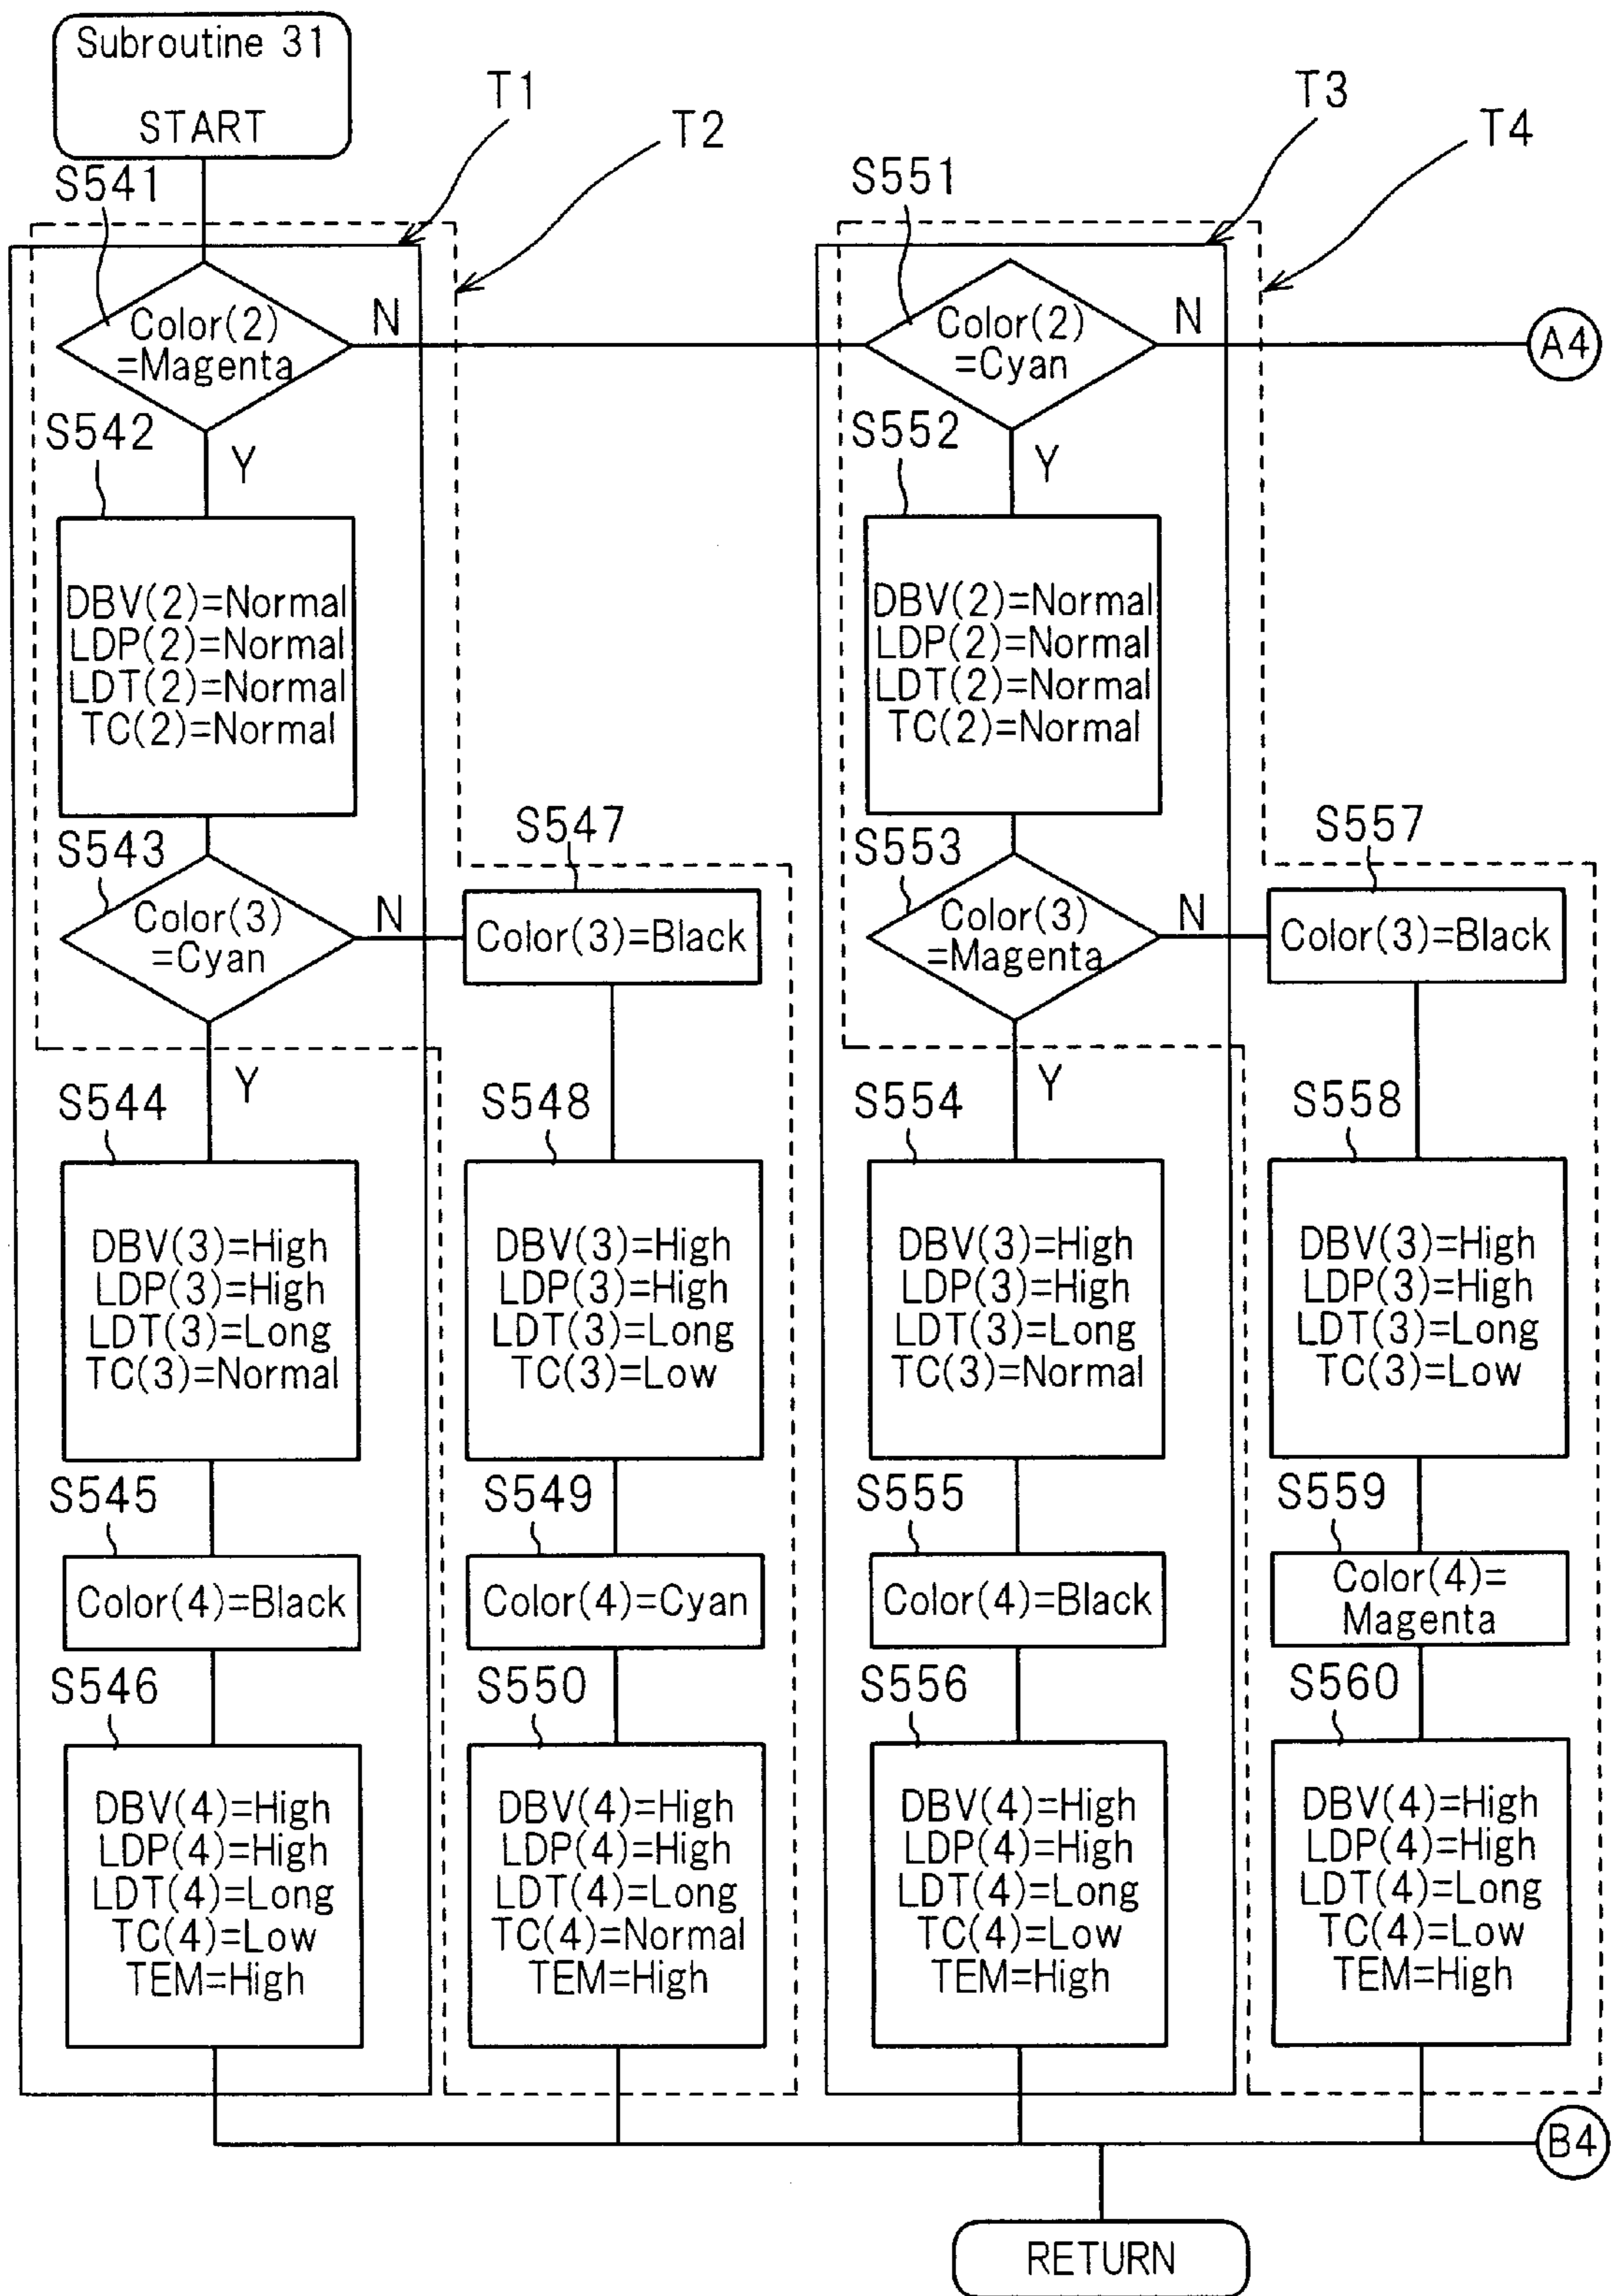 Subroutine 31
START
T1
T2
T3
T4
S541
Color(2)
=Magenta
N
Y
S551
Color(2)
=Cyan
N
Y
A4
S542
DBV(2)=Normal
LDP(2)=Normal
LDT(2)=Normal
TC(2)=Normal
S552
DBV(2)=Normal
LDP(2)=Normal
LDT(2)=Normal
TC(2)=Normal
S543
Color(3)
=Cyan
N
Y
S547
Color(3)=Black
S553
Color(3)
=Magenta
N
Y
S557
Color(3)=Black
S544
DBV(3)=High
LDP(3)=High
LDT(3)=Long
TC(3)=Normal
S548
DBV(3)=High
LDP(3)=High
LDT(3)=Long
TC(3)=Low
S554
DBV(3)=High
LDP(3)=High
LDT(3)=Long
TC(3)=Normal
S558
DBV(3)=High
LDP(3)=High
LDT(3)=Long
TC(3)=Low
S545
Color(4)=Black
S549
Color(4)=Cyan
S555
Color(4)=Black
S559
Color(4)=
Magenta
S546
DBV(4)=High
LDP(4)=High
LDT(4)=Long
TC(4)=Low
TEM=High
S550
DBV(4)=High
LDP(4)=High
LDT(4)=Long
TC(4)=Normal
TEM=High
S556
DBV(4)=High
LDP(4)=High
LDT(4)=Long
TC(4)=Low
TEM=High
S560
DBV(4)=High
LDP(4)=High
LDT(4)=Long
TC(4)=Low
TEM=High
B4
RETURN